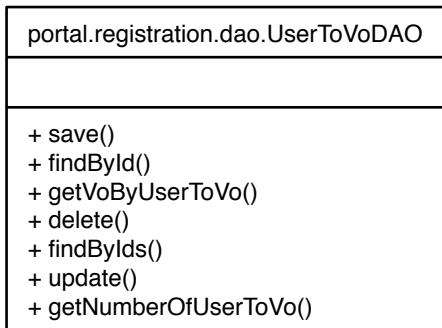 portal.registration.dao.UserToVoDAO
+ save()
+ findById()
+ getVoByUserToVo()
+ delete()
+ findByIds()
+ update()
+ getNumberOfUserToVo()